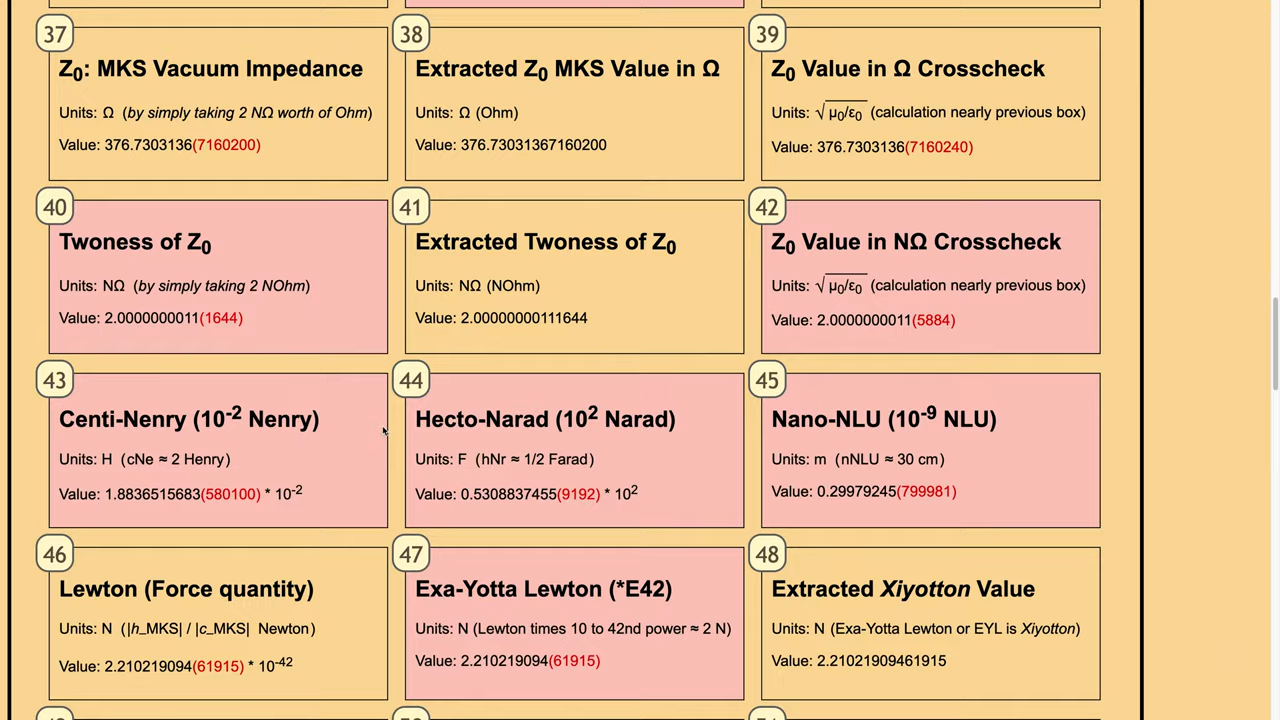 37
Z0: MKS Vacuum Impedance
Units: Ω (by simply taking 2 NΩ worth of Ohm)
Value: 376.7303136(7160200)
38
Extracted Z0 MKS Value in Ω
Units: Ω (Ohm)
Value: 376.73031367160200
39
Z0 Value in Ω Crosscheck
Units: √μ0/ε0 (calculation nearly previous box)
Value: 376.7303136(7160240)
40
Twoness of Z0
Units: NΩ (by simply taking 2 NOhm)
Value: 2.0000000011(1644)
41
Extracted Twoness of Z0
Units: NΩ (NOhm)
Value: 2.00000000111644
42
Z0 Value in NΩ Crosscheck
Units: √μ0/ε0 (calculation nearly previous box)
Value: 2.0000000011(5884)
43
Centi-Nenry (10-2 Nenry)
Units: H (cNe ≈ 2 Henry)
Value: 1.8836515683(580100) * 10-2
44
Hecto-Narad (102 Narad)
Units: F (hNr ≈ 1/2 Farad)
Value: 0.5308837455(9192) * 102
45
Nano-NLU (10-9 NLU)
Units: m (nNLU ≈ 30 cm)
Value: 0.29979245(799981)
46
Lewton (Force quantity)
Units: N (|h_MKS| / |c_MKS| Newton)
Value: 2.210219094(61915) * 10-42
47
Exa-Yotta Lewton (*E42)
Units: N (Lewton times 10 to 42nd power ≈ 2 N)
Value: 2.210219094(61915)
48
Extracted Xiyotton Value
Units: N (Exa-Yotta Lewton or EYL is Xiyotton)
Value: 2.21021909461915